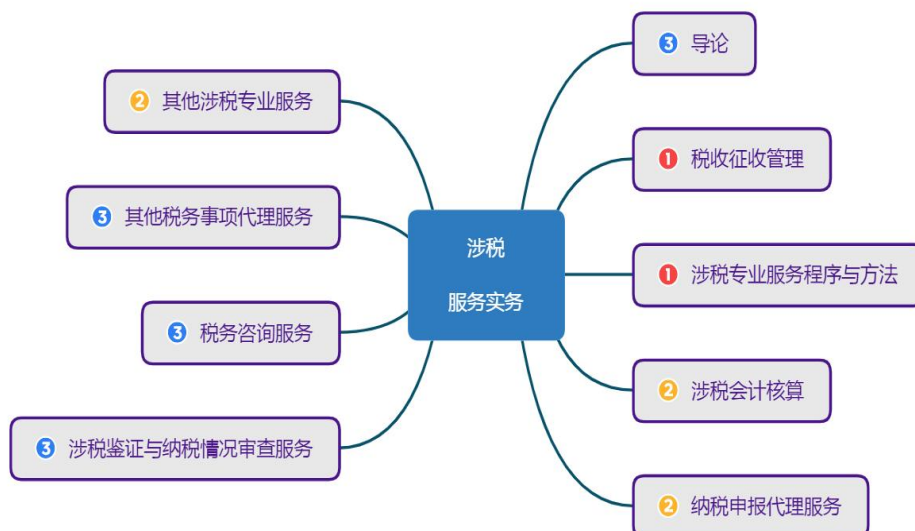 涉税
服务实务
3 导论
1 税收征收管理
1 涉税专业服务程序与方法
2 涉税会计核算
2 纳税申报代理服务
2 其他涉税专业服务
3 其他税务事项代理服务
3 税务咨询服务
3 涉税鉴证与纳税情况审查服务